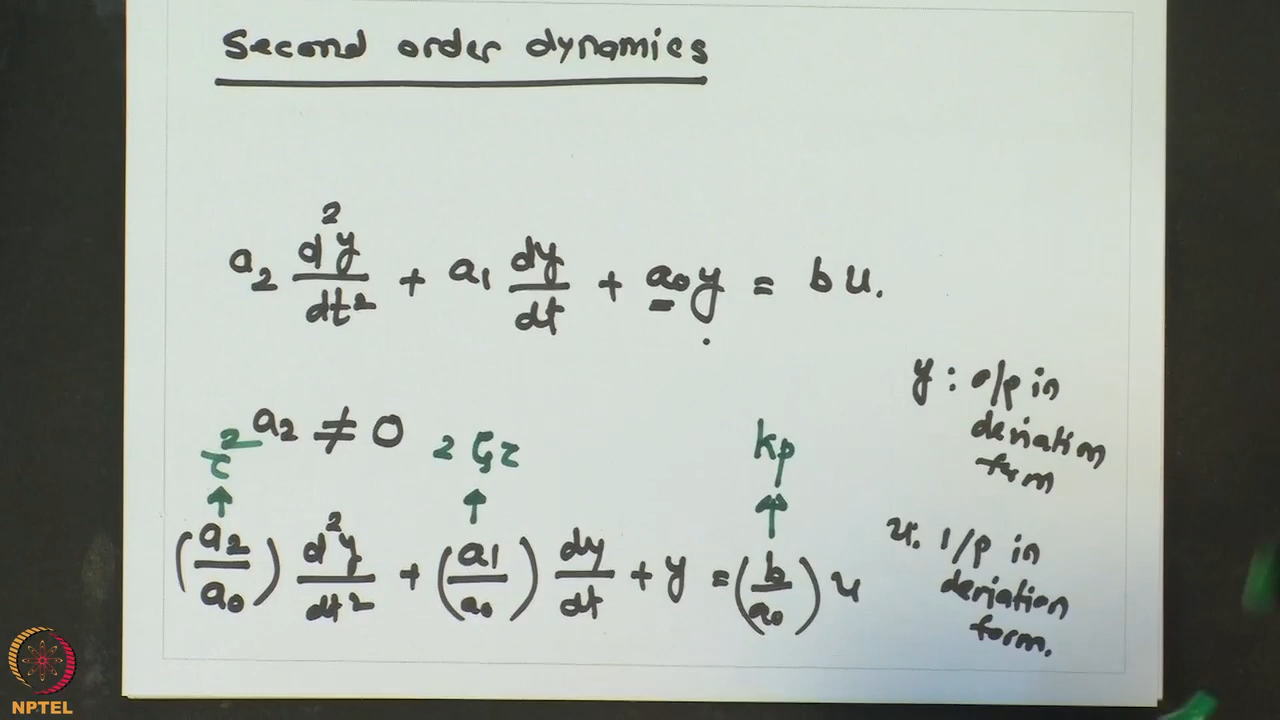 Second order dynamics
a₂ d²y/dt² + a₁ dy/dt + a₀y = bu.
y : o/p in
deviation
form
a₂ ≠ 0
τ² 2ζτ kp
↑ ↑ ↑
(a₂/a₀) d²y/dt² + (a₁/a₀) dy/dt + y = (b/a₀) u
u. i/p in
deviation
form.
NPTEL